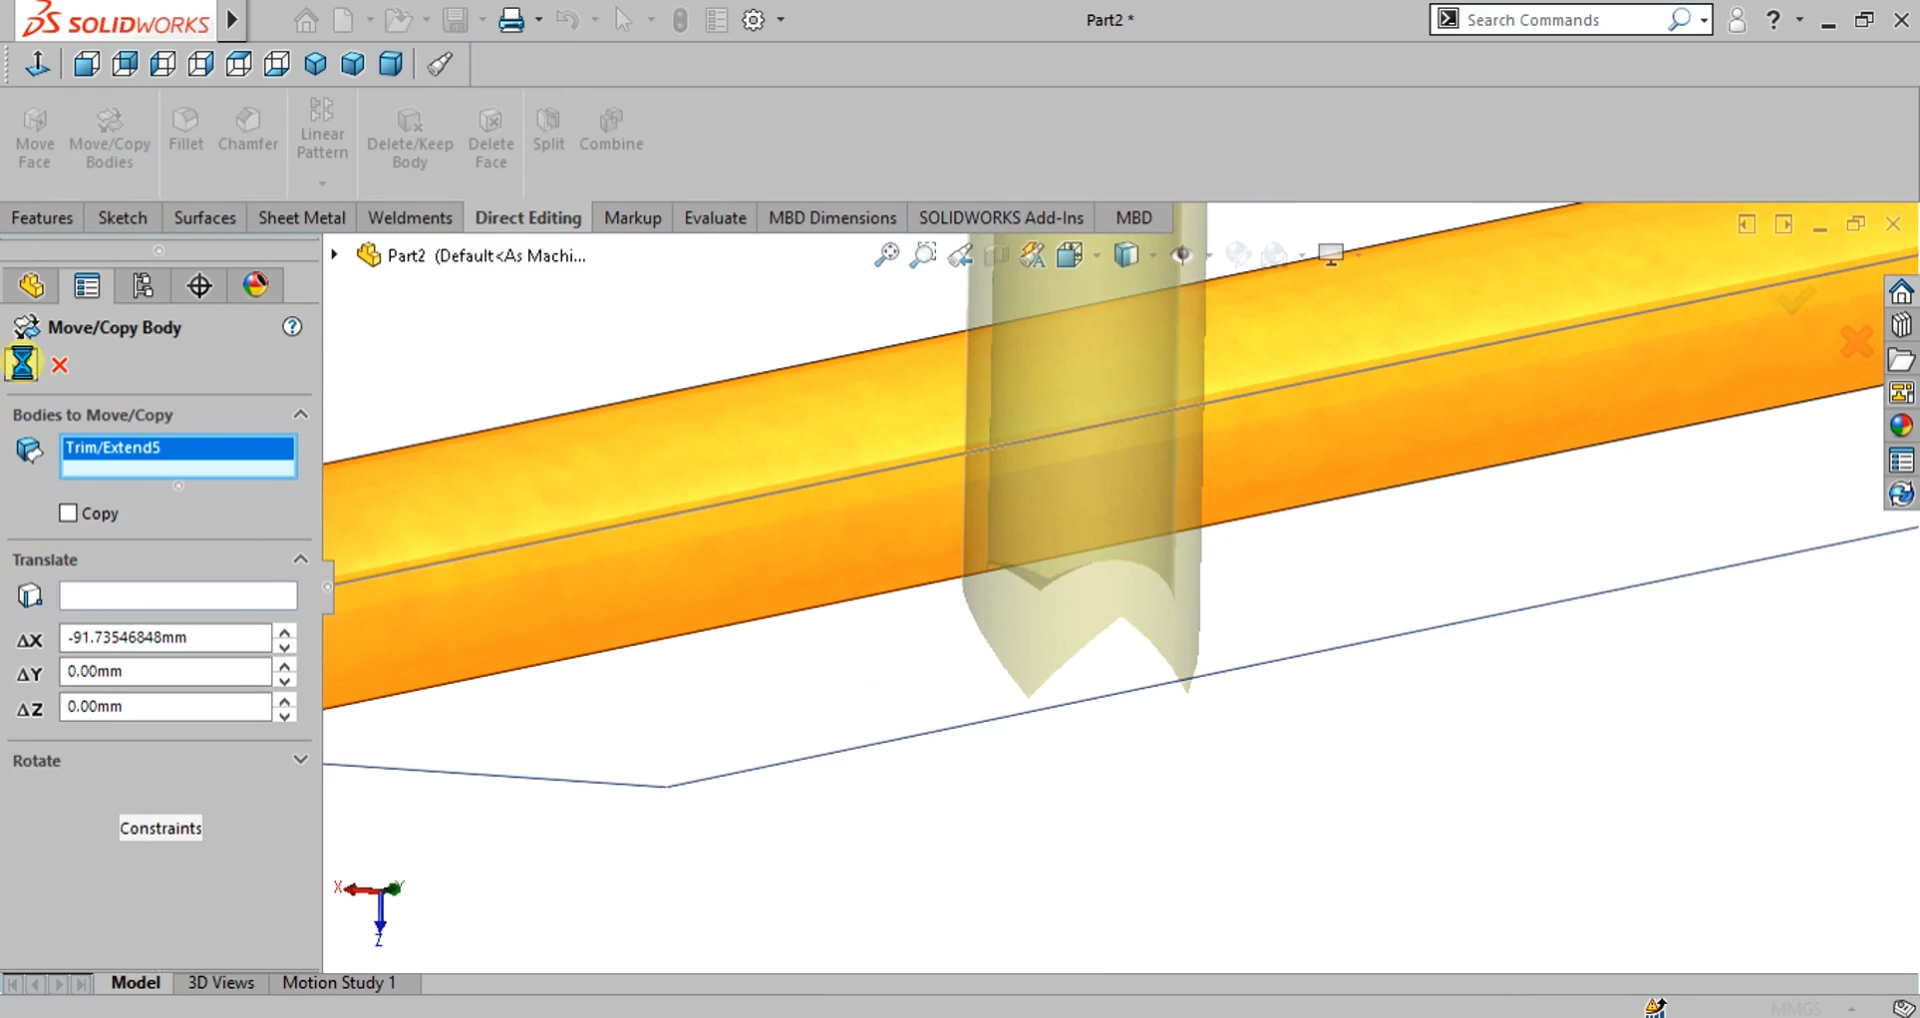 SOLIDWORKS
Part2 *
Search Commands
?
Move Face
Move/Copy Bodies
Fillet
Chamfer
Linear Pattern
Delete/Keep Body
Delete Face
Split
Combine
Features
Sketch
Surfaces
Sheet Metal
Weldments
Direct Editing
Markup
Evaluate
MBD Dimensions
SOLIDWORKS Add-Ins
MBD
Part2 (Default<As Machi...
Move/Copy Body
?
Bodies to Move/Copy
Trim/Extend5
Copy
Translate
ΔX
-91.73546848mm
ΔY
0.00mm
ΔZ
0.00mm
Rotate
Constraints
X
Y
Z
Model
3D Views
Motion Study 1
MMGS